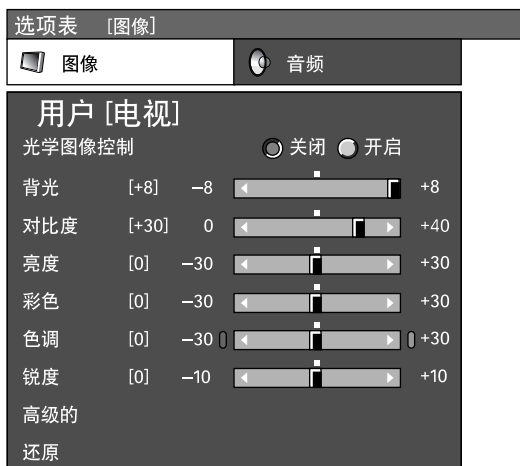 选项表 [图像]
图像 音频
用户 [电视]
光学图像控制 关闭 开启
背光 [+8] −8 +8
对比度 [+30] 0 +40
亮度 [0] −30 +30
彩色 [0] −30 +30
色调 [0] −30 +30
锐度 [0] −10 +10
高级的
还原